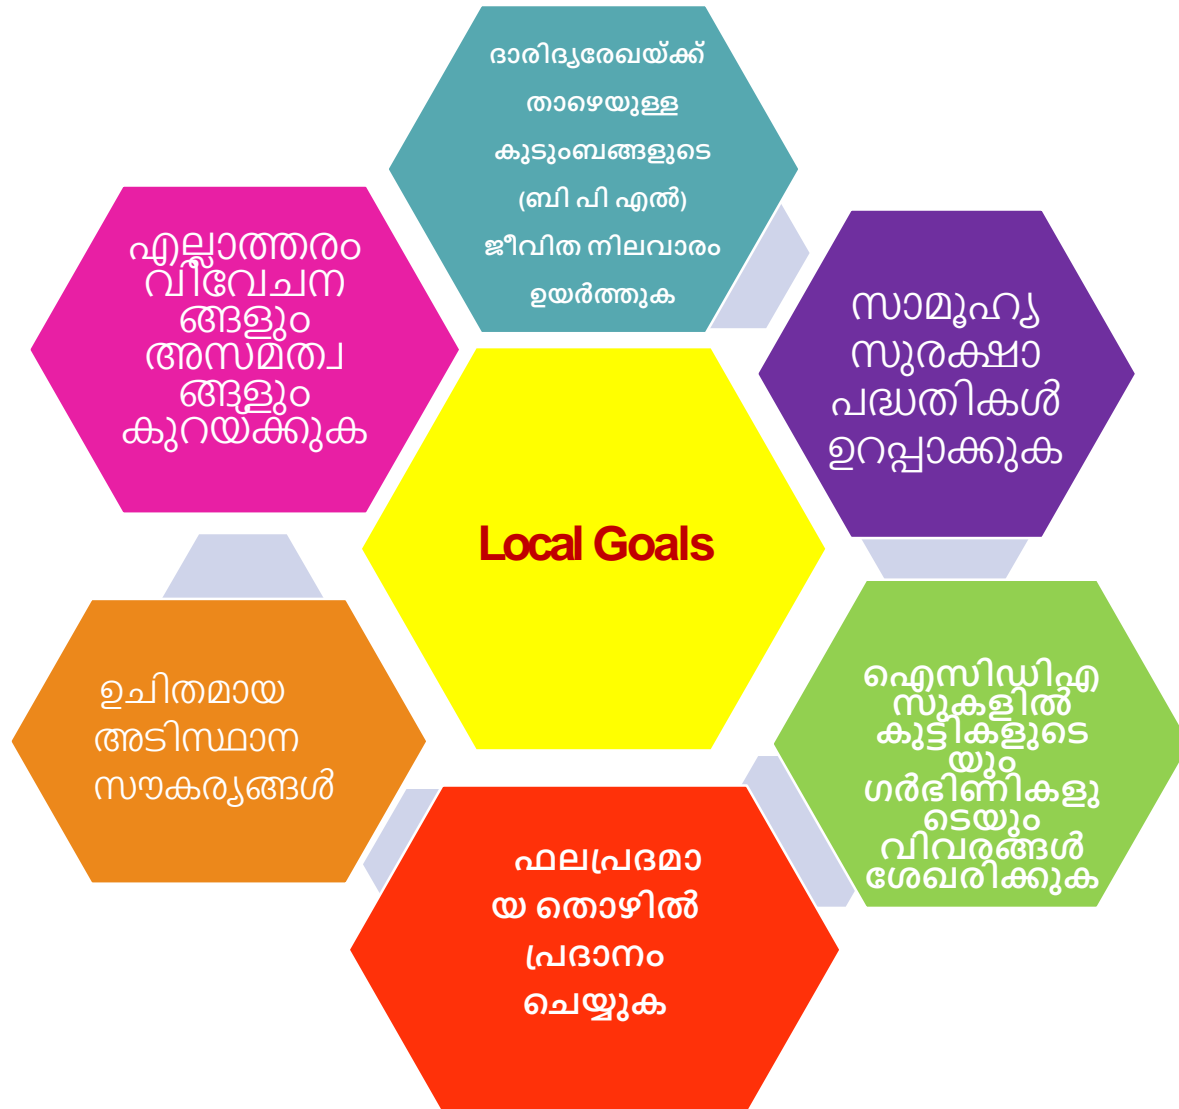 ദാരിദ്യരേഖയ്ക്ക്
താഴെയുള്ള
കുടുംബങ്ങളുടെ
(ബി പി എൽ)
ജീവിത നിലവാരം
ഉയർത്തുക
സാമൂഹ്യ
സുരക്ഷാ
പദ്ധതികൾ
ഉറപ്പാക്കുക
ഐസിഡിഎ
സുകളിൽ
കുട്ടികളുടെ
യും
ഗർഭിണികളു
ടെയും
വിവരങ്ങൾ
ശേഖരിക്കുക
ഫലപ്രദമാ
യ തൊഴിൽ
പ്രദാനം
ചെയ്യുക
ഉചിതമായ
അടിസ്ഥാന
സൗകര്യങ്ങൾ
എല്ലാത്തരം
വിവേചന
ങ്ങളും
അസമത്വ
ങ്ങളും
കുറയ്ക്കുക
Local Goals